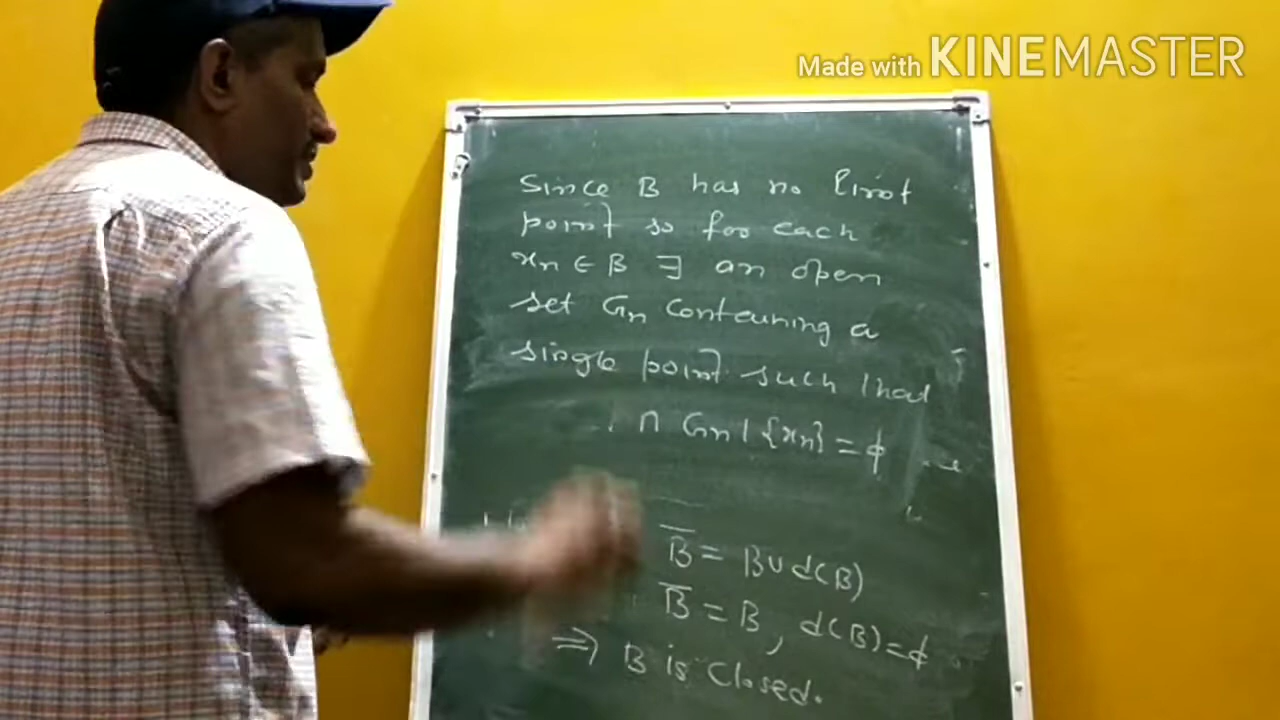 Made with KINEMASTER
Since B has no limit
point so for each
xn ∈ B ∃ an open
set Gn containing a
single point such that
∩ Gn \ {xn} = ϕ
B̅ = B ∪ d(B)
B̅ = B, d(B) = ϕ
⇒ B is closed.